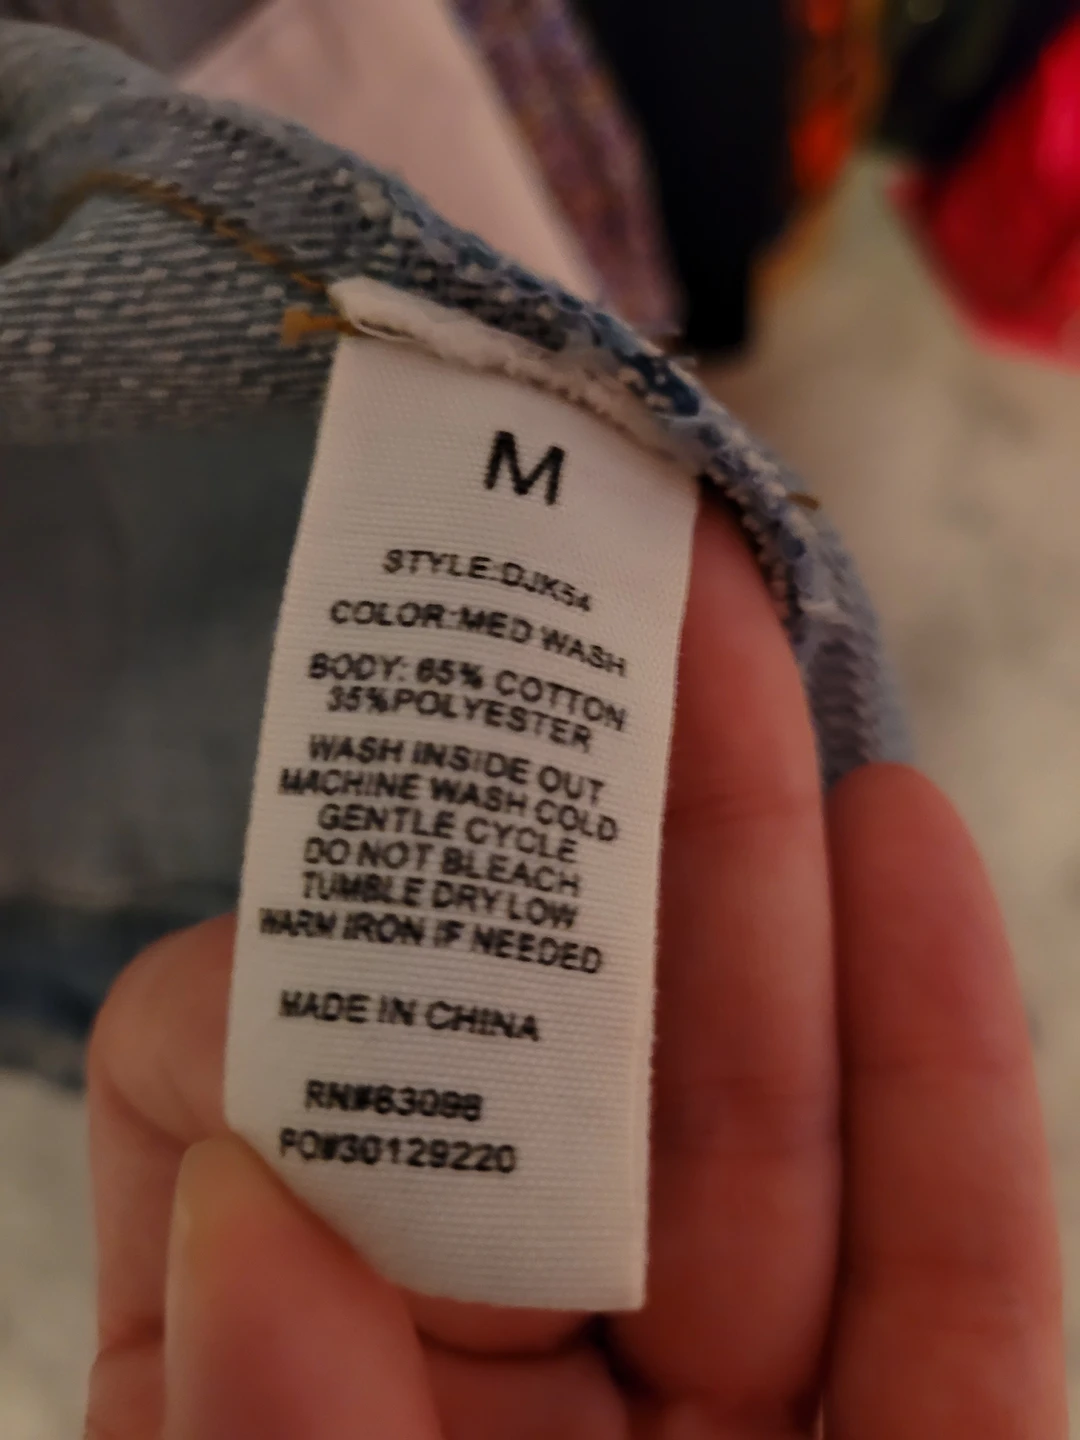 M
STYLE:DJK54
COLOR:MED WASH
BODY: 65% COTTON
35%POLYESTER
WASH INSIDE OUT
MACHINE WASH COLD
GENTLE CYCLE
DO NOT BLEACH
TUMBLE DRY LOW
WARM IRON IF NEEDED
MADE IN CHINA
RN#63098
PO#30129220